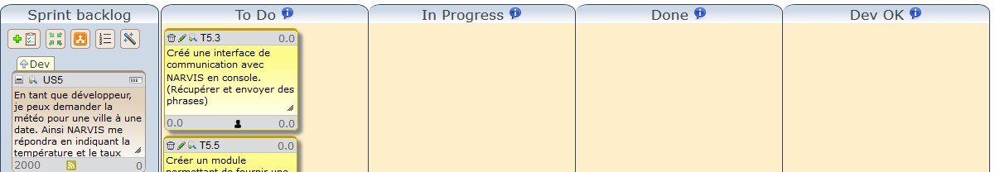 Sprint backlog
To Do
In Progress
Done
Dev OK
Dev
US5
En tant que développeur,
je peux demander la
météo pour une ville à une
date. Ainsi NARVIS me
répondra en indiquant la
température et le taux
2000
0
T5.3
0.0
Créé une interface de
communication avec
NARVIS en console.
(Récupérer et envoyer des
phrases)
0.0
0.0
T5.5
0.0
Créer un module
permettant de fournir une